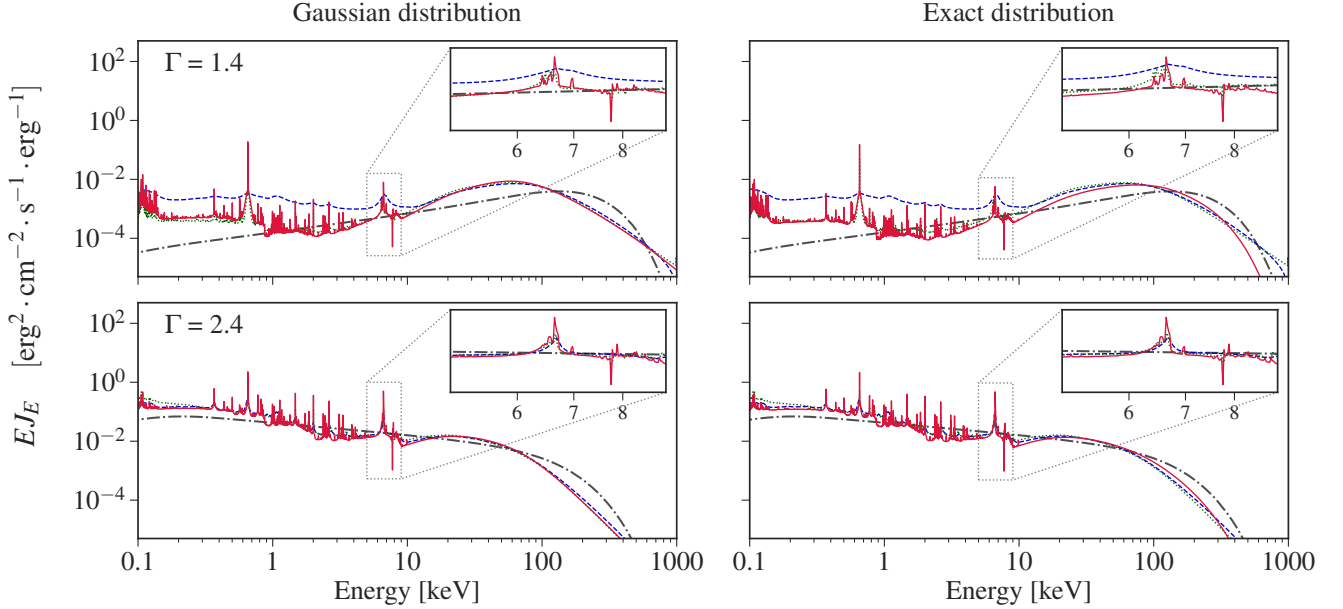 Gaussian distribution
Exact distribution
EJ_E [erg² · cm⁻² · s⁻¹ · erg⁻¹]
10²
10⁰
10⁻²
10⁻⁴
Γ = 1.4
6 7 8
6 7 8
10²
10⁰
10⁻²
10⁻⁴
Γ = 2.4
6 7 8
6 7 8
0.1 1 10 100 1000
0.1 1 10 100 1000
Energy [keV]
Energy [keV]